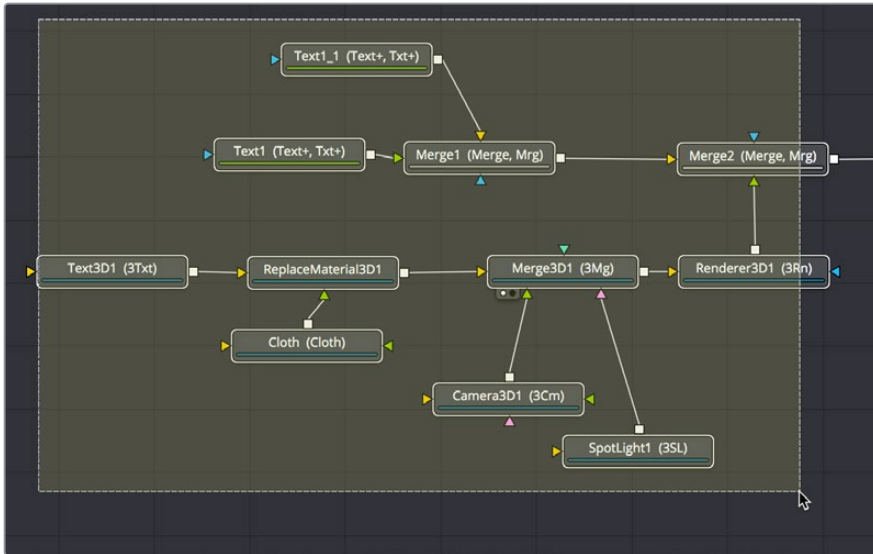 Text1_1 (Text+, Txt+)
Text1 (Text+, Txt+)
Merge1 (Merge, Mrg)
Merge2 (Merge, Mrg)
Text3D1 (3Txt)
ReplaceMaterial3D1
Merge3D1 (3Mg)
Renderer3D1 (3Rn)
Cloth (Cloth)
Camera3D1 (3Cm)
SpotLight1 (3SL)